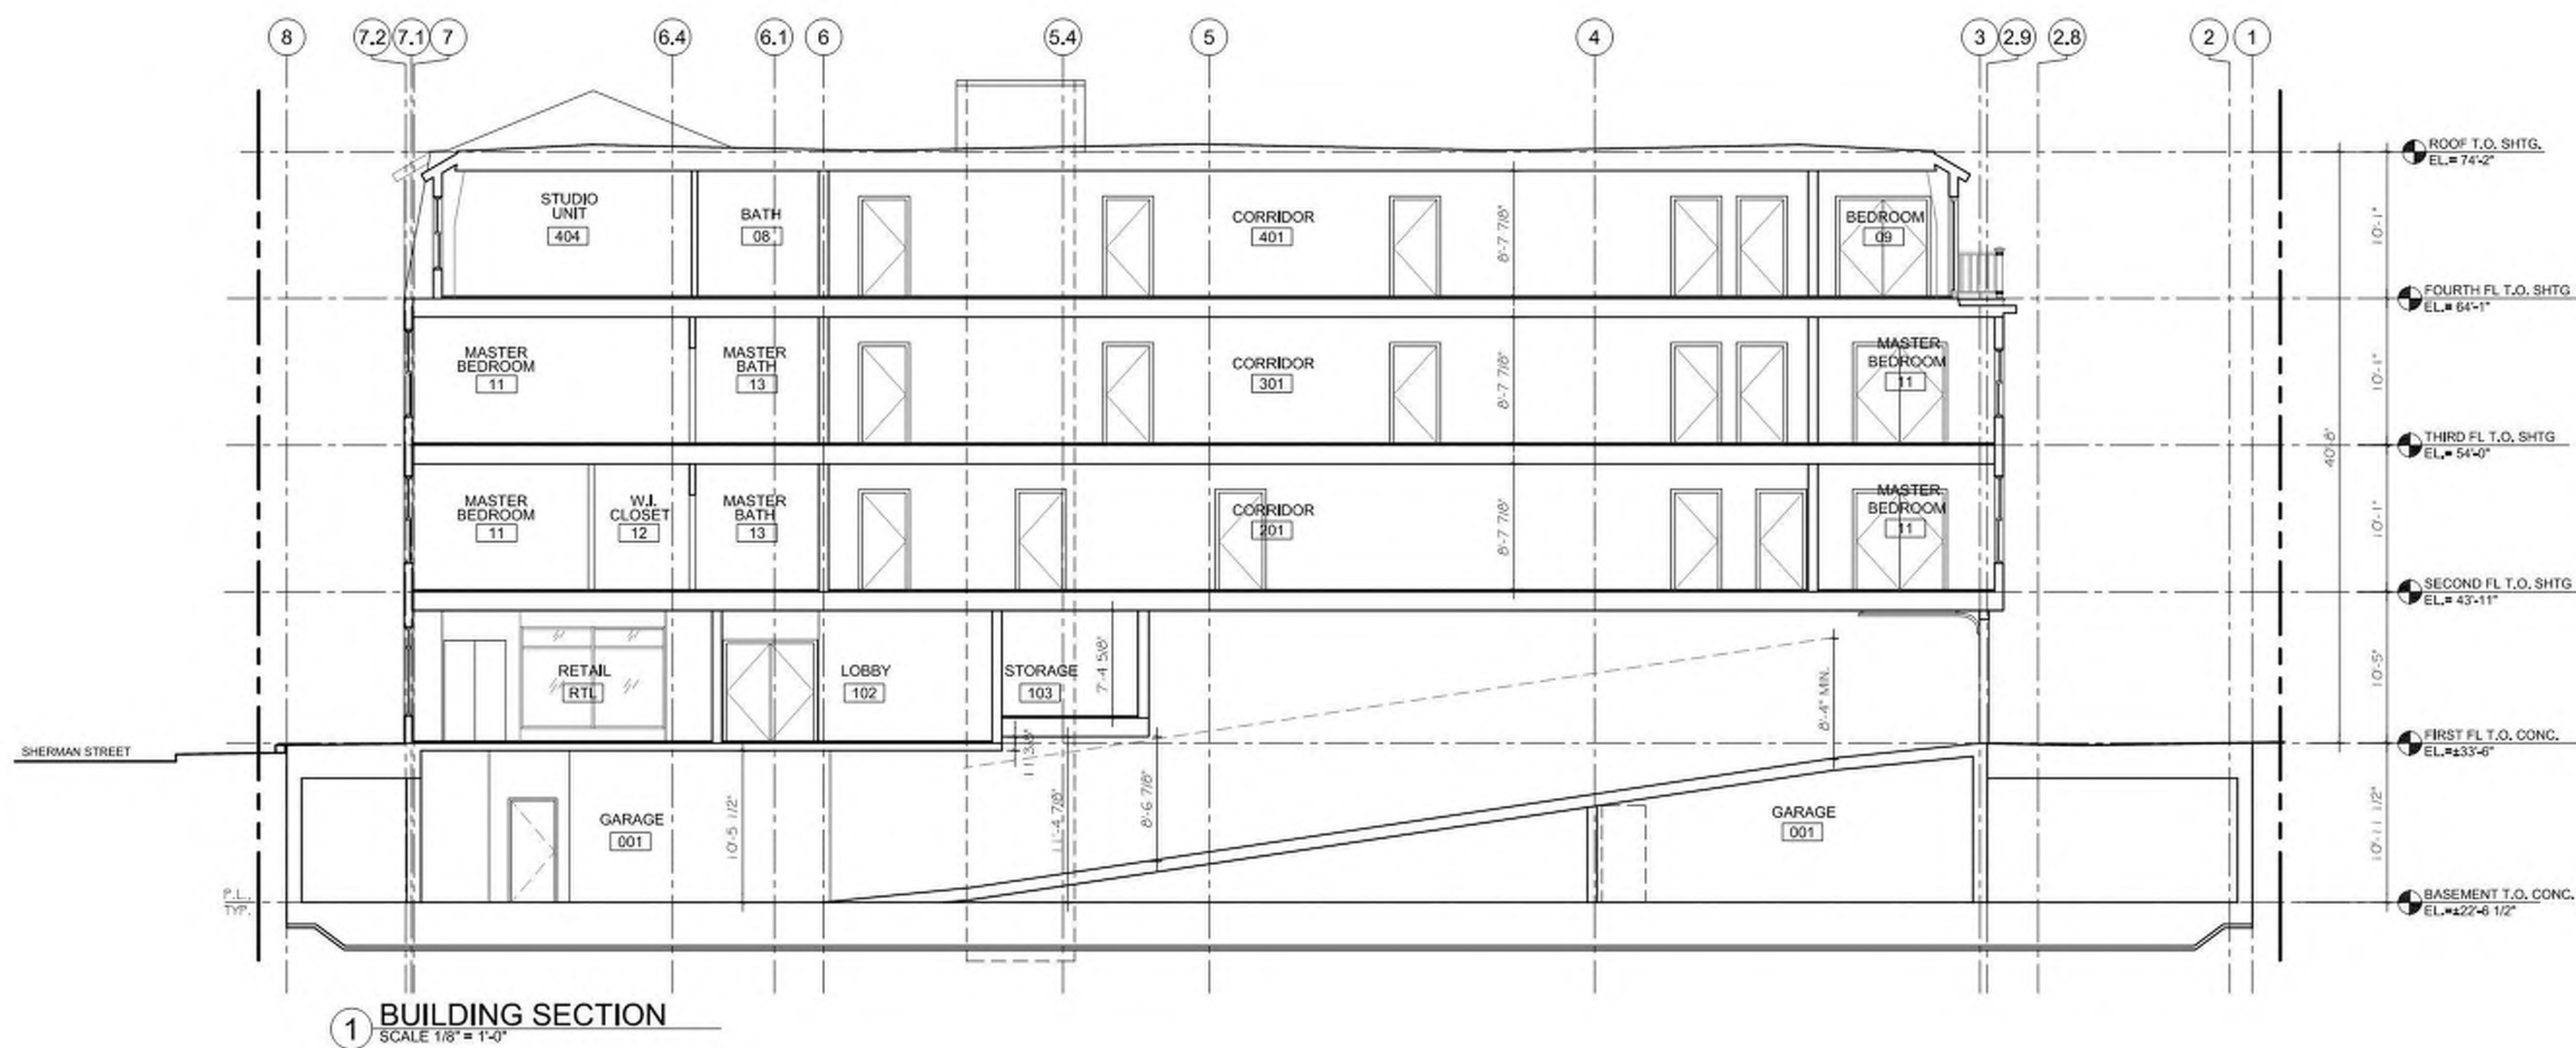 8
7.2
7.1
7
6.4
6.1
6
5.4
5
4
3
2.9
2.8
2
1
ROOF T.O. SHTG.
EL.= 74'-2"
STUDIO
UNIT
404
BATH
08
CORRIDOR
401
8'-7 7/8"
BEDROOM
09
10'-1"
FOURTH FL T.O. SHTG
EL.= 64'-1"
MASTER
BEDROOM
11
MASTER
BATH
13
CORRIDOR
301
8'-7 7/8"
MASTER
BEDROOM
11
10'-1"
40'-8"
THIRD FL T.O. SHTG
EL.= 54'-0"
MASTER
BEDROOM
11
W.I.
CLOSET
12
MASTER
BATH
13
CORRIDOR
201
8'-7 7/8"
MASTER
BEDROOM
11
10'-1"
SECOND FL T.O. SHTG
EL.= 43'-11"
RETAIL
RTL
LOBBY
102
STORAGE
103
7'-4 5/8"
8'-4" MIN.
10'-5"
SHERMAN STREET
FIRST FL T.O. CONC.
EL.=±33'-6"
GARAGE
001
10'-5 1/2"
11'-4 7/8"
8'-6 7/8"
GARAGE
001
10'-11 1/2"
P.L.
TYP.
BASEMENT T.O. CONC.
EL.=±22'-6 1/2"
1
BUILDING SECTION
SCALE 1/8" = 1'-0"